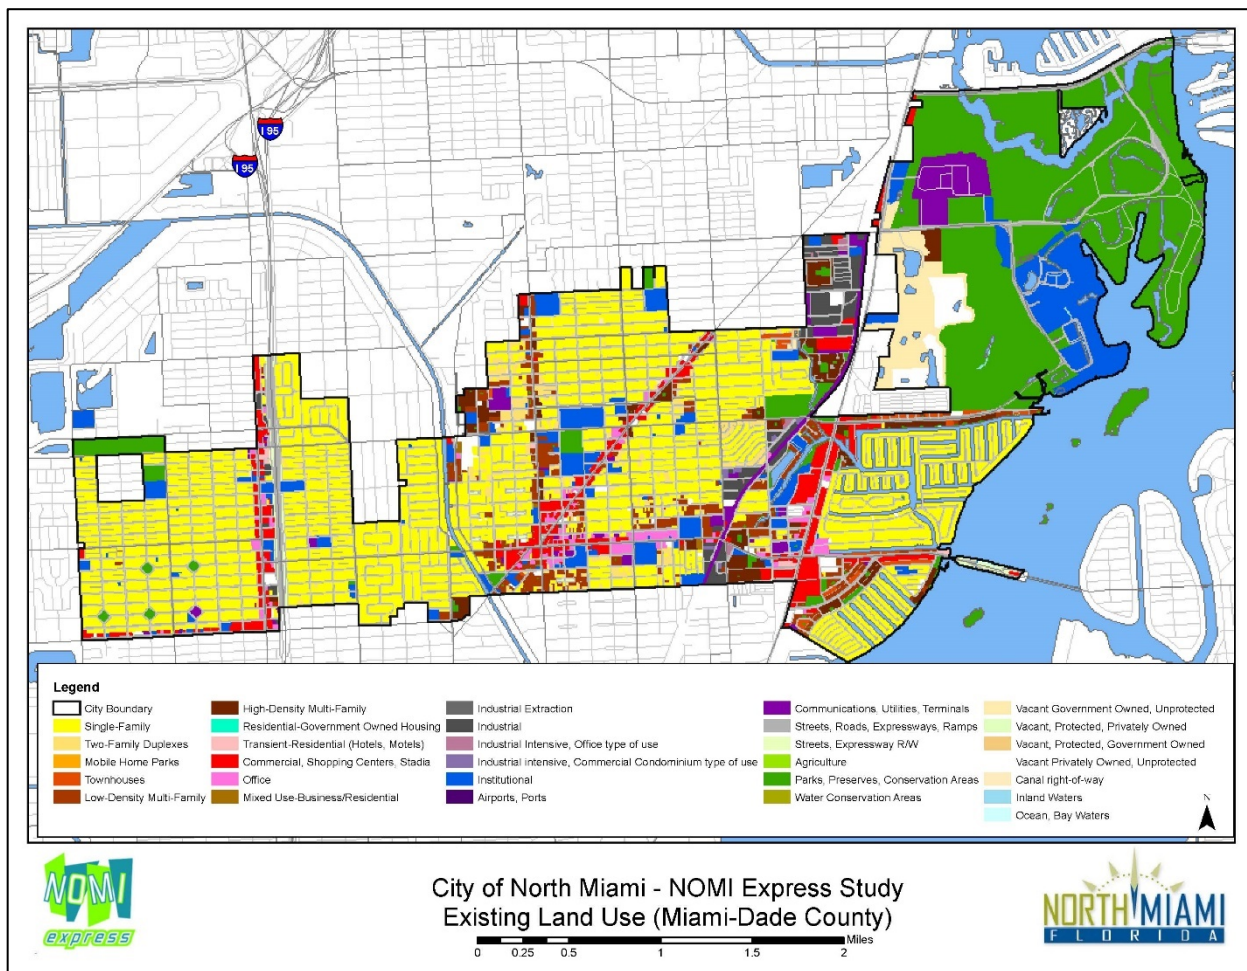 I 95
I 95
Legend
City Boundary
Single-Family
Two-Family Duplexes
Mobile Home Parks
Townhouses
Low-Density Multi-Family
High-Density Multi-Family
Residential-Government Owned Housing
Transient-Residential (Hotels, Motels)
Commercial, Shopping Centers, Stadia
Office
Mixed Use-Business/Residential
Industrial Extraction
Industrial
Industrial Intensive, Office type of use
Industrial intensive, Commercial Condominium type of use
Institutional
Airports, Ports
Communications, Utilities, Terminals
Streets, Roads, Expressways, Ramps
Streets, Expressway R/W
Agriculture
Parks, Preserves, Conservation Areas
Water Conservation Areas
Vacant Government Owned, Unprotected
Vacant, Protected, Privately Owned
Vacant, Protected, Government Owned
Vacant Privately Owned, Unprotected
Canal right-of-way
Inland Waters
Ocean, Bay Waters
N
NOMI
express
City of North Miami - NOMI Express Study
Existing Land Use (Miami-Dade County)
Miles
0 0.25 0.5 1 1.5 2
NORTH MIAMI
FLORIDA